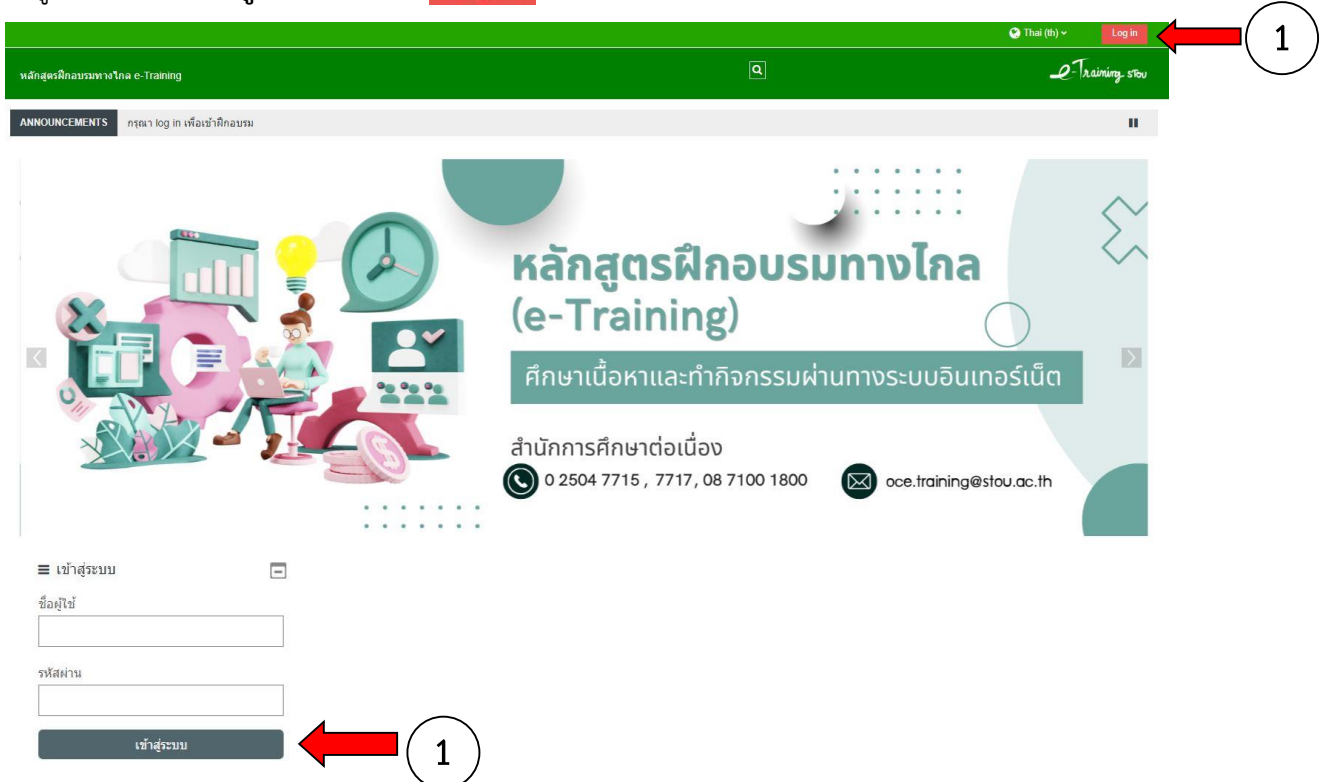 Thai (th)
Log in
1
หลักสูตรฝึกอบรมทางไกล e-Training
e-Training STOU
ANNOUNCEMENTS กรุณา log in เพื่อเข้าฝึกอบรม
หลักสูตรฝึกอบรมทางไกล
(e-Training)
ศึกษาเนื้อหาและทำกิจกรรมผ่านทางระบบอินเทอร์เน็ต
สำนักการศึกษาต่อเนื่อง
0 2504 7715 , 7717, 08 7100 1800 oce.training@stou.ac.th
เข้าสู่ระบบ
ชื่อผู้ใช้
รหัสผ่าน
เข้าสู่ระบบ
1